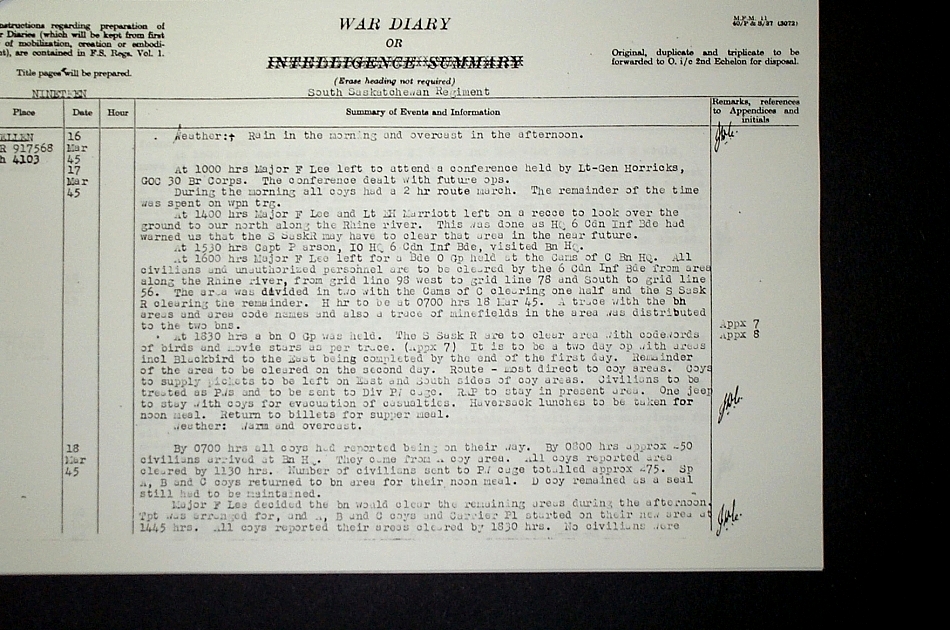 nstructions regarding preparation of
r Diaries (which will be kept from first
of mobilization, creation or embodi-
nt), are contained in F.S. Regs. Vol. 1.
Title pages will be prepared.
WAR DIARY
OR
INTELLIGENCE SUMMARY
(Erase heading not required)
M.F.M. 11
Original, duplicate and triplicate to be
forwarded to O. i/c 2nd Echelon for disposal.
NINETEEN
South Saskatchewan Regiment
Place Date Hour Summary of Events and Information Remarks, references
to Appendices and
initials
ELLEN 16 Weather:- Rain in the morning and overcast in the afternoon.
R 917568 Mar
h 4103 45
17 At 1000 hrs Major F Lee left to attend a conference held by Lt-Gen Horricks,
Mar GOC 30 Br Corps. The conference dealt with future ops.
45 During the morning all coys had a 2 hr route march. The remainder of the time
was spent on wpn trg.
At 1400 hrs Major F Lee and Lt Marriott left on a recce to look over the
ground to our north along the Rhine river. This was done as HQ 6 Cdn Inf Bde had
warned us that the S SaskR may have to clear that area in the near future.
At 1530 hrs Capt P arson, IO HQ 6 Cdn Inf Bde, visited Bn HQ.
At 1600 hrs Major F Lee left for a Bde O Gp held at the Cams of C Bn HQ. All
civilians and unauthorized personnel are to be cleared by the 6 Cdn Inf Bde from area
along the Rhine river, from grid line 98 west to grid line 78 and South to grid line
56. The area was divided in two with the Cams of C clearing one half and the S Sask
R clearing the remainder. H hr to be at 0700 hrs 18 Mar 45. A trace with the bn
areas and area code names and also a trace of minefields in the area was distributed
to the two bns. Appx 7
At 1830 hrs a bn O Gp was held. The S Sask R are to clear area with codewords Appx 8
of birds and movie stars as per trace. (Appx 7) It is to be a two day op with areas
incl Blackbird to the East being completed by the end of the first day. Remainder
of the area to be cleared on the second day. Route - most direct to coy areas. Coys
to supply pickets to be left on East and South sides of coy areas. Civilians to be
treated as PWs and to be sent to Div PW cage. RAP to stay in present area. One jeep
to stay with coys for evacuation of casualties. Haversack lunches to be taken for
noon meal. Return to billets for supper meal.
Weather: Warm and overcast.
18 By 0700 hrs all coys had reported being on their way. By 0800 hrs approx 50
Mar civilians arrived at Bn HQ. They came from A coy area. All coys reported area
45 cleared by 1130 hrs. Number of civilians sent to PW cage totalled approx 75. Sp
A, B and C coys returned to bn area for their noon meal. D coy remained as a seal
still had to be maintained.
Major F Lee decided the bn would clear the remaining areas during the afternoon.
Tpt was arranged for, and A, B and C coys and Carrier Pl started on their new area at
1445 hrs. All coys reported their areas cleared by 1830 hrs. No civilians were